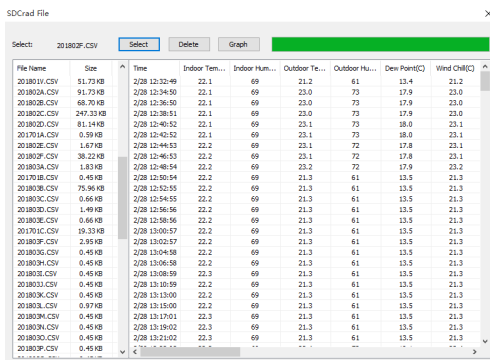 SDCrad File
Select: 201802F.CSV Select Delete Graph
File Name Size Time Indoor Tem... Indoor Hum... Outdoor Te... Outdoor Hu... Dew Point(C) Wind Chill(C)
201801V.CSV 51.73 KB 2/28 12:32:49 22.1 69 21.2 61 13.4 21.2
201802A.CSV 91.73 KB 2/28 12:34:50 22.1 69 23.0 73 17.9 23.0
201802B.CSV 68.70 KB 2/28 12:36:50 22.1 69 23.0 73 17.9 23.0
201802C.CSV 247.33 KB 2/28 12:38:51 22.1 69 23.0 73 17.9 23.0
201802D.CSV 81.14 KB 2/28 12:40:52 22.1 69 23.1 73 18.0 23.1
201701A.CSV 0.59 KB 2/28 12:42:52 22.1 69 23.1 73 18.0 23.1
201802E.CSV 1.67 KB 2/28 12:44:53 22.2 69 23.1 72 17.8 23.1
201802F.CSV 38.22 KB 2/28 12:46:53 22.2 69 23.1 72 17.8 23.1
201803A.CSV 1.83 KB 2/28 12:48:54 22.2 69 23.2 72 17.9 23.2
201701B.CSV 0.45 KB 2/28 12:50:54 22.2 69 21.3 61 13.5 21.3
201803B.CSV 75.96 KB 2/28 12:52:55 22.2 69 21.3 61 13.5 21.3
201803C.CSV 0.66 KB 2/28 12:54:55 22.2 69 21.3 61 13.5 21.3
201803D.CSV 1.49 KB 2/28 12:56:56 22.2 69 21.3 61 13.5 21.3
201803E.CSV 0.66 KB 2/28 12:58:56 22.2 69 21.3 61 13.5 21.3
201701C.CSV 19.33 KB 2/28 13:00:57 22.2 69 21.3 61 13.5 21.3
201803F.CSV 2.95 KB 2/28 13:02:57 22.2 69 21.3 61 13.5 21.3
201803G.CSV 0.45 KB 2/28 13:04:58 22.2 69 21.3 61 13.5 21.3
201803H.CSV 0.45 KB 2/28 13:06:58 22.2 69 21.3 61 13.5 21.3
201803I.CSV 0.45 KB 2/28 13:08:59 22.3 69 21.3 61 13.5 21.3
201803J.CSV 0.45 KB 2/28 13:10:59 22.2 69 21.3 61 13.5 21.3
201803K.CSV 0.45 KB 2/28 13:13:00 22.2 69 21.3 61 13.5 21.3
201803L.CSV 0.97 KB 2/28 13:15:00 22.2 69 21.3 61 13.5 21.3
201803M.CSV 0.45 KB 2/28 13:17:01 22.3 69 21.3 61 13.5 21.3
201803N.CSV 0.45 KB 2/28 13:19:02 22.3 69 21.3 61 13.5 21.3
201803O.CSV 0.45 KB 2/28 13:21:02 22.3 69 21.3 61 13.5 21.3
201803P.CSV 0.45 KB